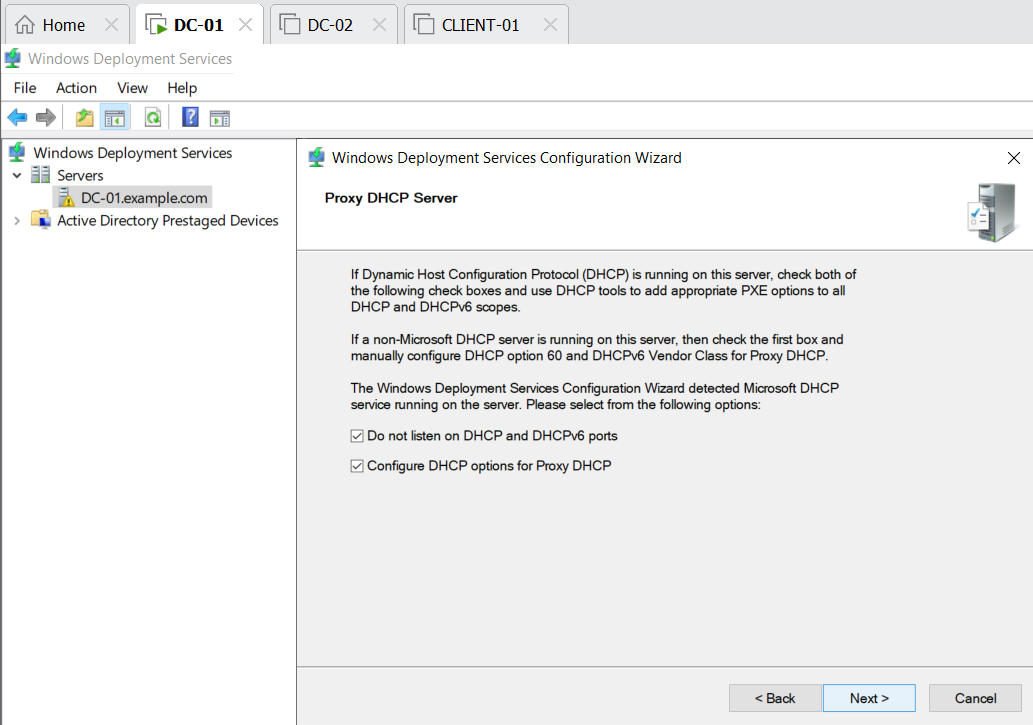 Home
DC-01
DC-02
CLIENT-01
Windows Deployment Services
File Action View Help
Windows Deployment Services
Servers
DC-01.example.com
Active Directory Prestaged Devices
Windows Deployment Services Configuration Wizard
Proxy DHCP Server
If Dynamic Host Configuration Protocol (DHCP) is running on this server, check both of
the following check boxes and use DHCP tools to add appropriate PXE options to all
DHCP and DHCPv6 scopes.
If a non-Microsoft DHCP server is running on this server, then check the first box and
manually configure DHCP option 60 and DHCPv6 Vendor Class for Proxy DHCP.
The Windows Deployment Services Configuration Wizard detected Microsoft DHCP
service running on the server. Please select from the following options:
Do not listen on DHCP and DHCPv6 ports
Configure DHCP options for Proxy DHCP
< Back
Next >
Cancel